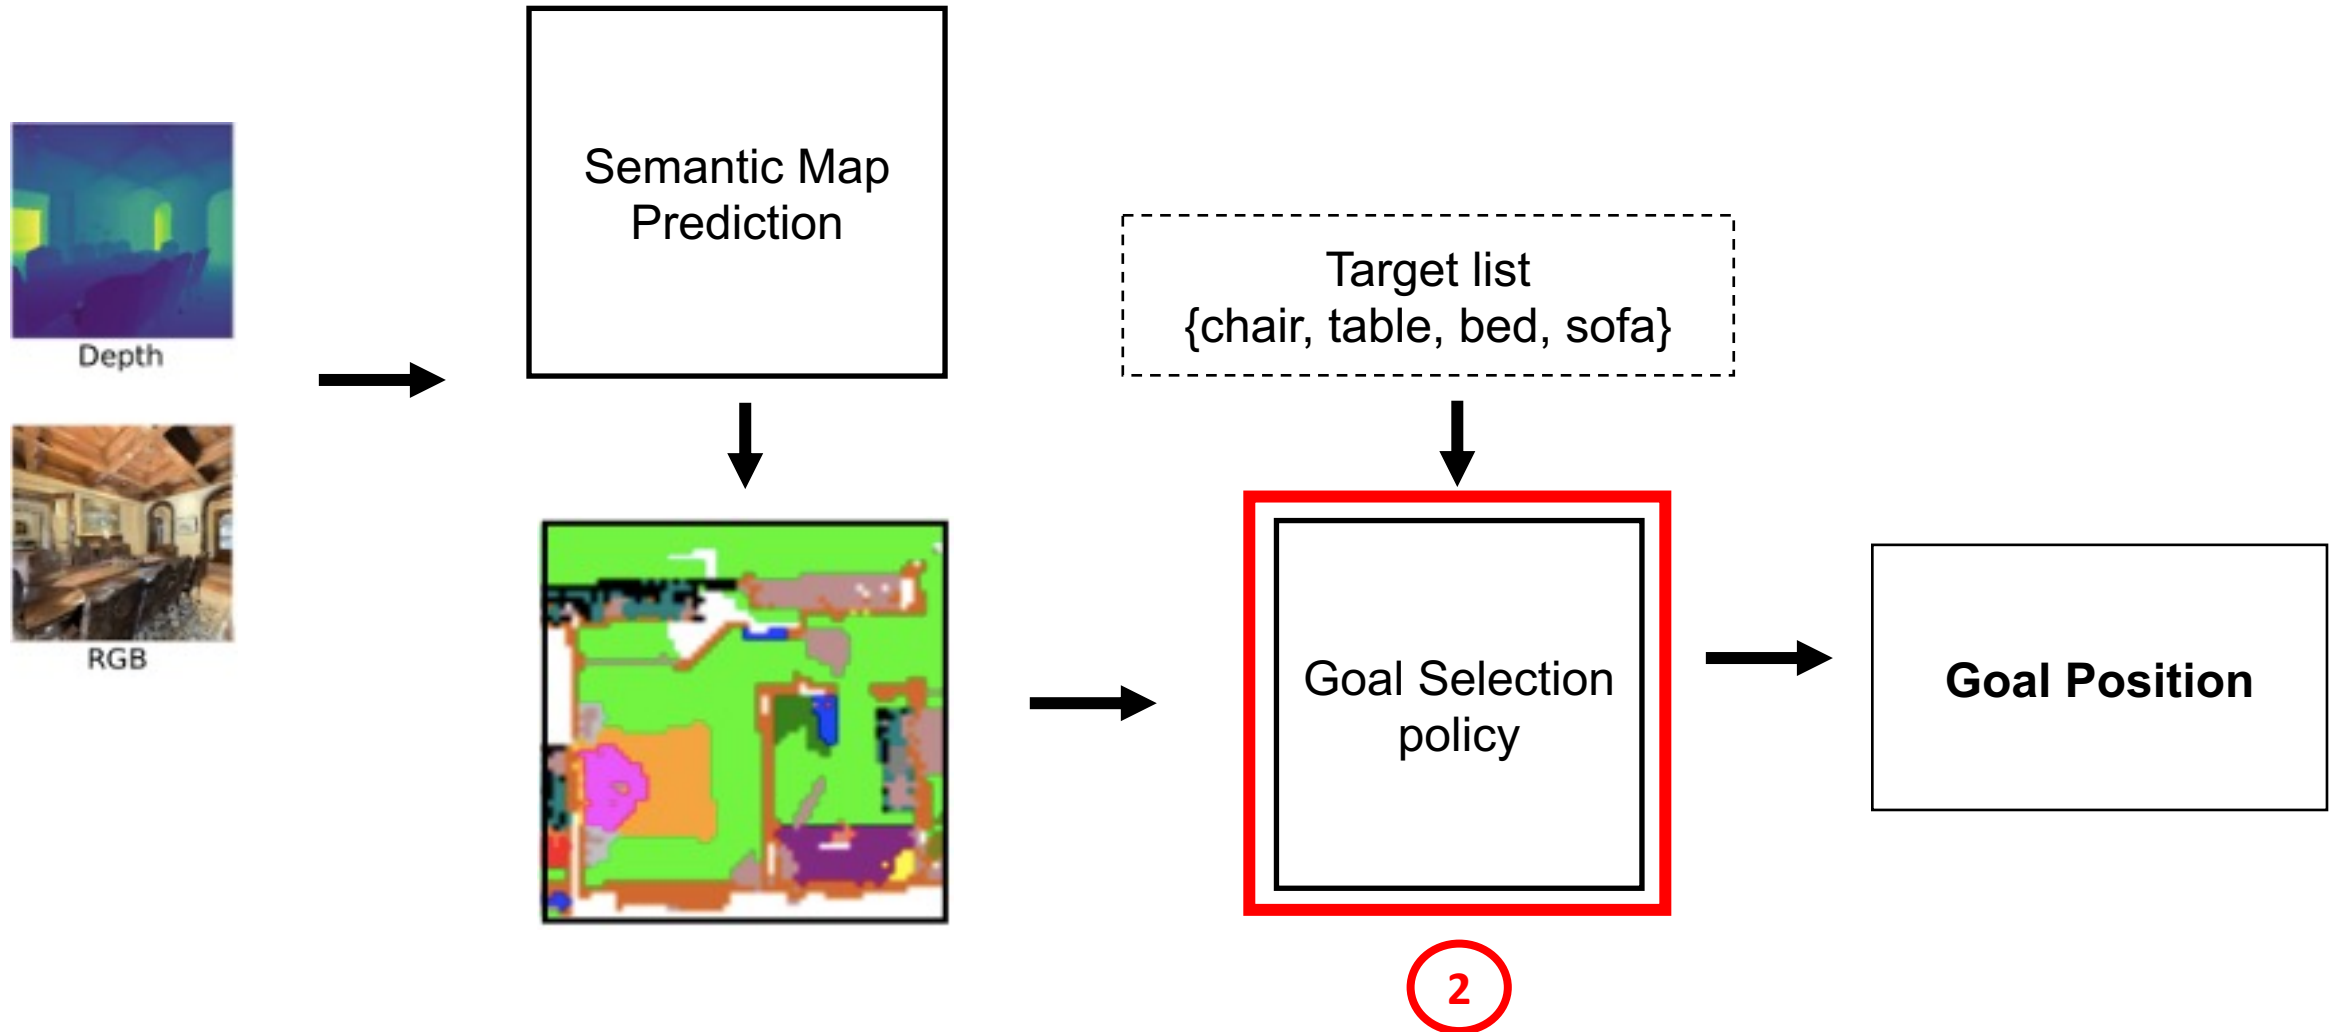 Semantic Map
Prediction
Depth
RGB
Target list
{chair, table, bed, sofa}
Goal Selection
policy
Goal Position
2